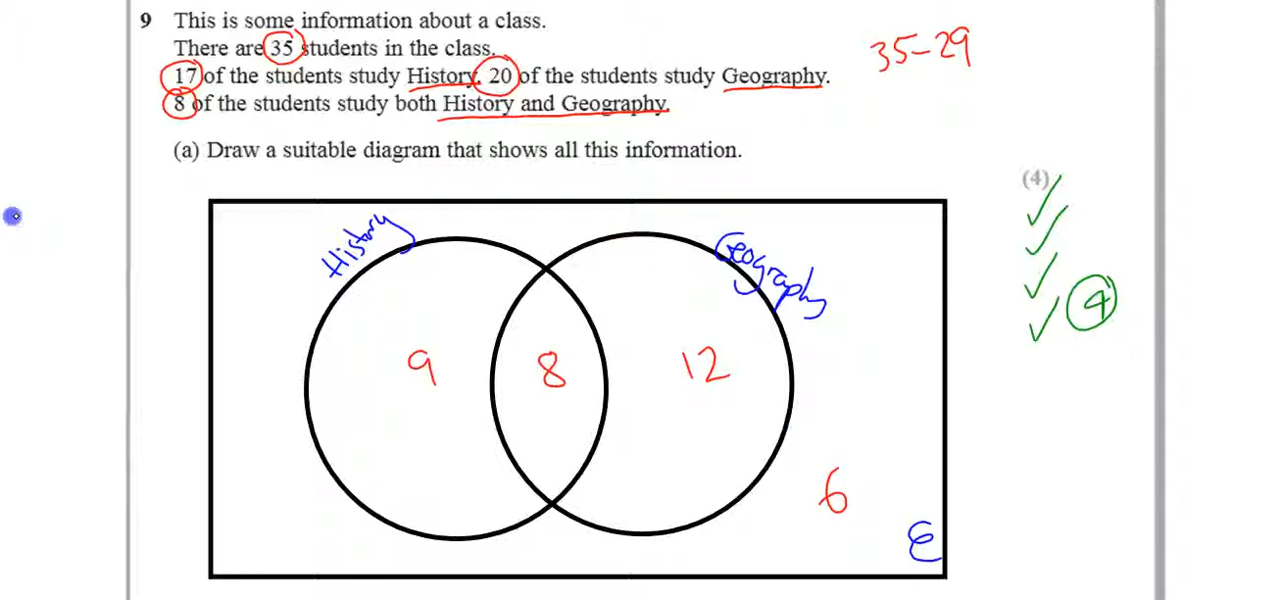 9 This is some information about a class.
There are 35 students in the class.
17 of the students study History. 20 of the students study Geography.
8 of the students study both History and Geography.
35-29
(a) Draw a suitable diagram that shows all this information.
(4)
History
Geography
4
9 8 12
6
Ɛ